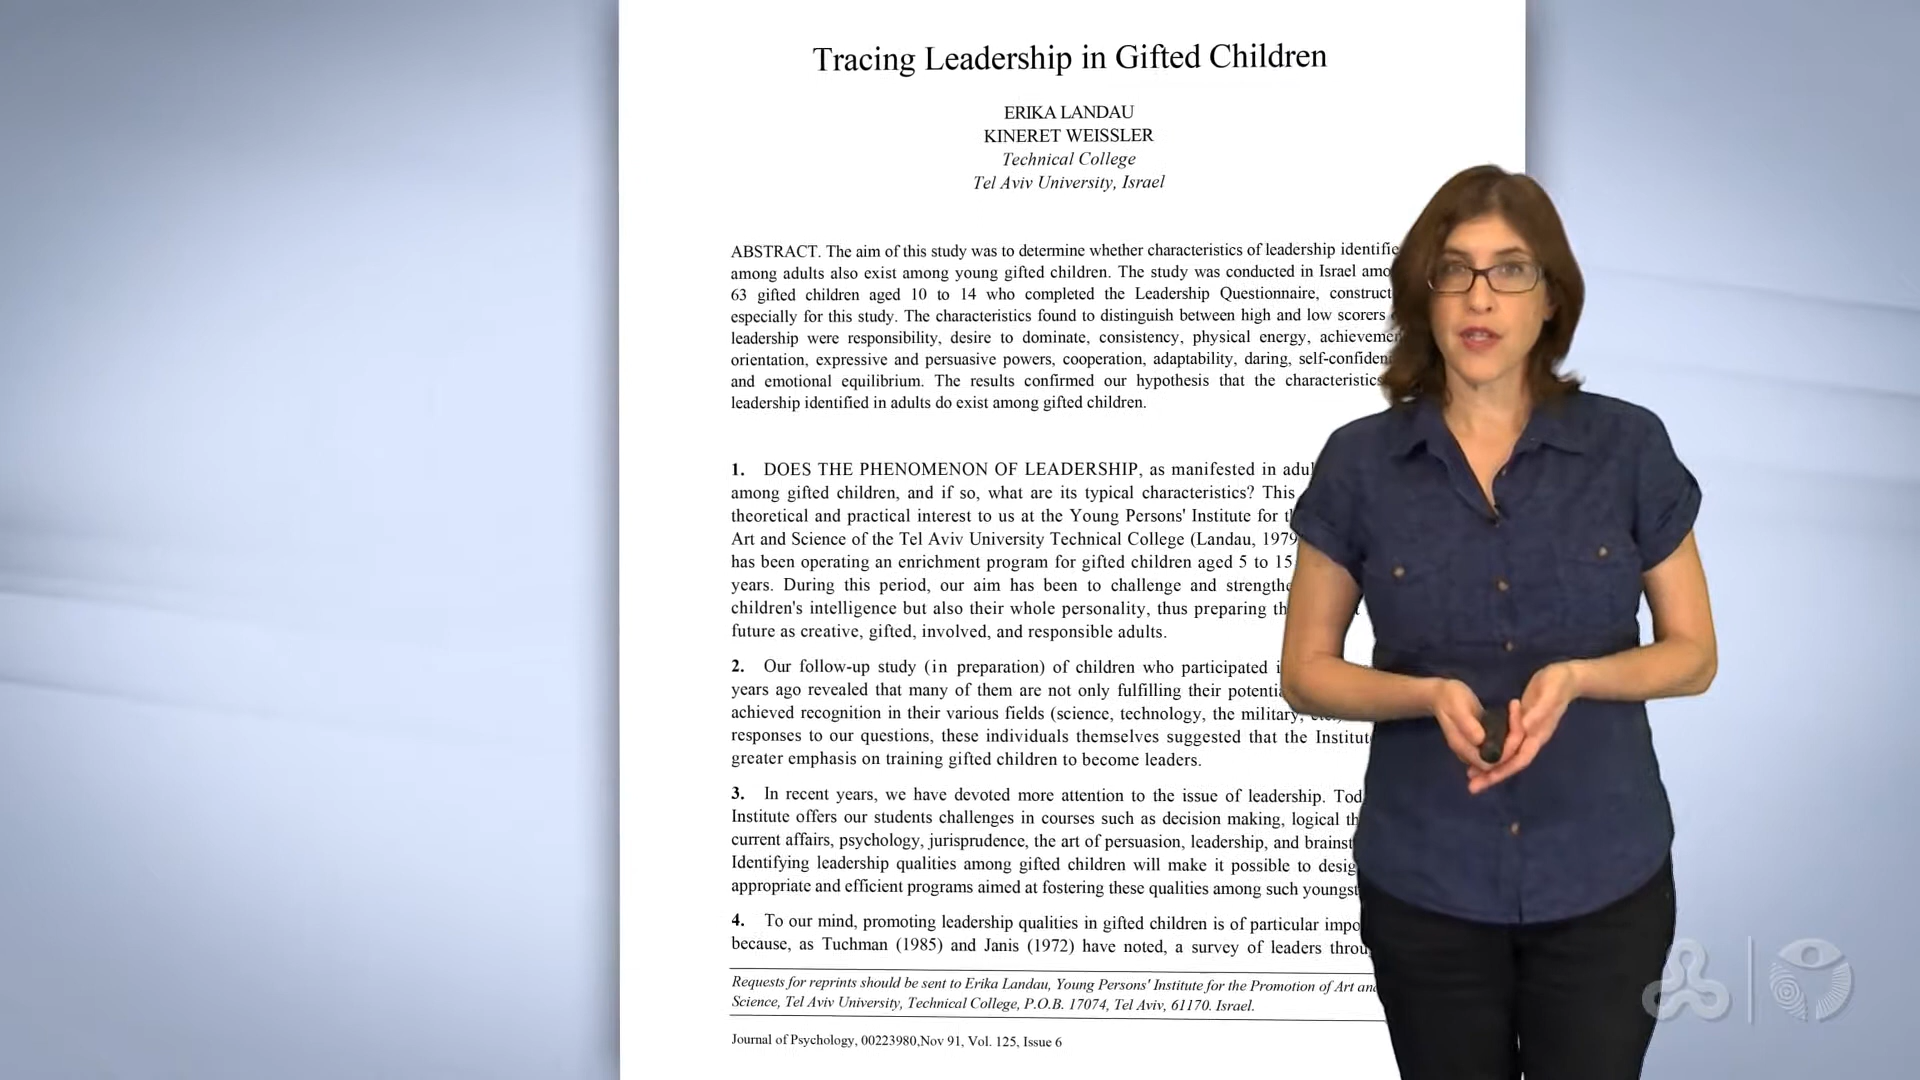 Tracing Leadership in Gifted Children
ERIKA LANDAU
KINERET WEISSLER
Technical College
Tel Aviv University, Israel
ABSTRACT. The aim of this study was to determine whether characteristics of leadership
among adults also exist among young gifted children. The study was conducted in Israel
63 gifted children aged 10 to 14 who completed the Leadership Questionnaire,
especially for this study. The characteristics found to distinguish between high and low scorers
leadership were responsibility, desire to dominate, consistency, physical energy,
orientation, expressive and persuasive powers, cooperation, adaptability, daring,
and emotional equilibrium. The results confirmed our hypothesis that the characteristics
leadership identified in adults do exist among gifted children.
1. DOES THE PHENOMENON OF LEADERSHIP, as manifested in
among gifted children, and if so, what are its typical characteristics? This
theoretical and practical interest to us at the Young Persons' Institute for
Art and Science of the Tel Aviv University Technical College (Landau, 1979
has been operating an enrichment program for gifted children aged 5 to 15
years. During this period, our aim has been to challenge and
children's intelligence but also their whole personality, thus preparing
future as creative, gifted, involved, and responsible adults.
2. Our follow-up study (in preparation) of children who participated
years ago revealed that many of them are not only fulfilling their
achieved recognition in their various fields (science, technology, the military,
responses to our questions, these individuals themselves suggested that the
greater emphasis on training gifted children to become leaders.
3. In recent years, we have devoted more attention to the issue of leadership.
Institute offers our students challenges in courses such as decision making, logical
current affairs, psychology, jurisprudence, the art of persuasion, leadership, and
Identifying leadership qualities among gifted children will make it possible to
appropriate and efficient programs aimed at fostering these qualities among such
4. To our mind, promoting leadership qualities in gifted children is of particular
because, as Tuchman (1985) and Janis (1972) have noted, a survey of leaders
Requests for reprints should be sent to Erika Landau, Young Persons' Institute for the Promotion of Art and
Science, Tel Aviv University, Technical College, P.O.B. 17074, Tel Aviv, 61170. Israel.
Journal of Psychology, 00223980,Nov 91, Vol. 125, Issue 6